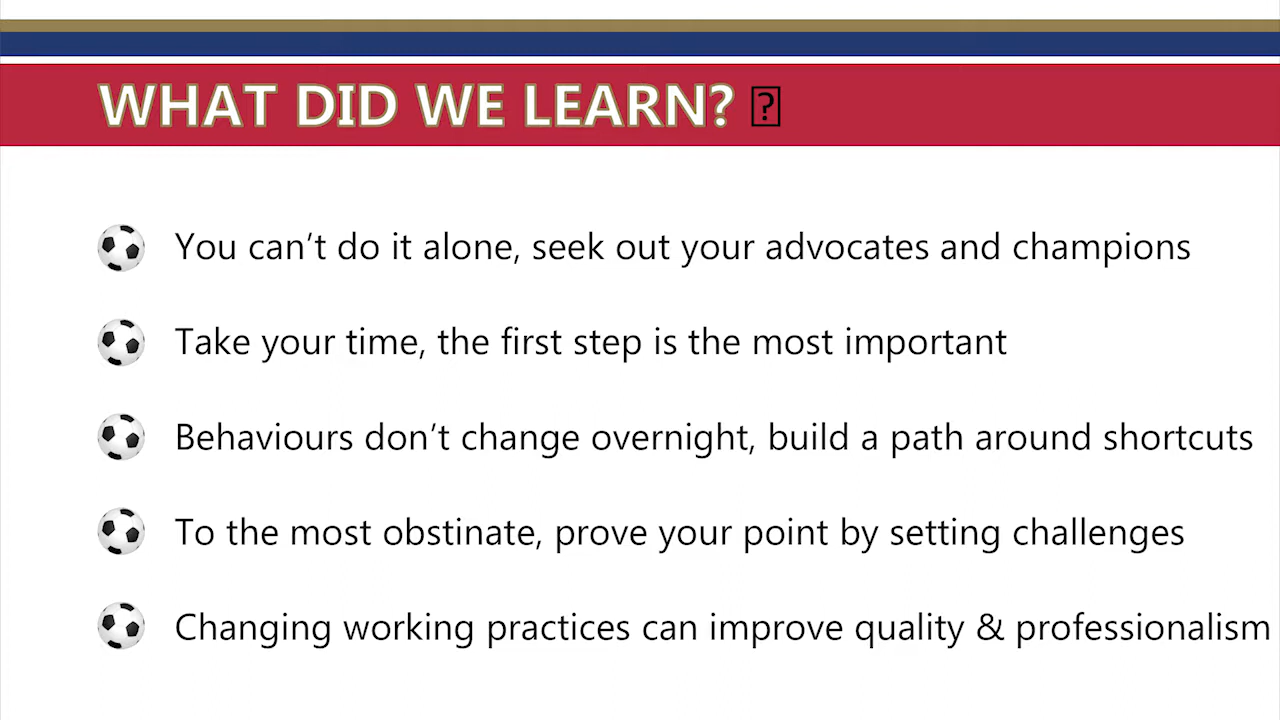 WHAT DID WE LEARN?
You can’t do it alone, seek out your advocates and champions
Take your time, the first step is the most important
Behaviours don’t change overnight, build a path around shortcuts
To the most obstinate, prove your point by setting challenges
Changing working practices can improve quality & professionalism